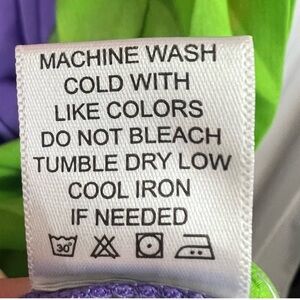 MACHINE WASH
COLD WITH
LIKE COLORS
DO NOT BLEACH
TUMBLE DRY LOW
COOL IRON
IF NEEDED
30°